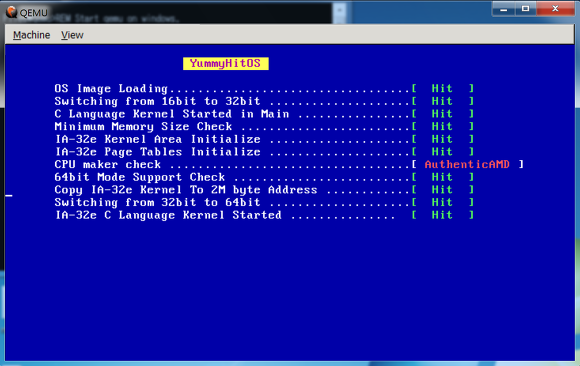 QEMU
HEW Start qemu on windows.
Machine View
YummyHitOS
OS Image Loading..................................[ Hit ]
Switching from 16bit to 32bit ....................[ Hit ]
C Language Kernel Started in Main ................[ Hit ]
Minimum Memory Size Check ........................[ Hit ]
IA-32e Kernel Area Initialize ....................[ Hit ]
IA-32e Page Tables Initialize ....................[ Hit ]
CPU maker check ..................................[ AuthenticAMD ]
64bit Mode Support Check .........................[ Hit ]
Copy IA-32e Kernel To 2M byte Address ............[ Hit ]
Switching from 32bit to 64bit ....................[ Hit ]
IA-32e C Language Kernel Started ............... [ Hit ]